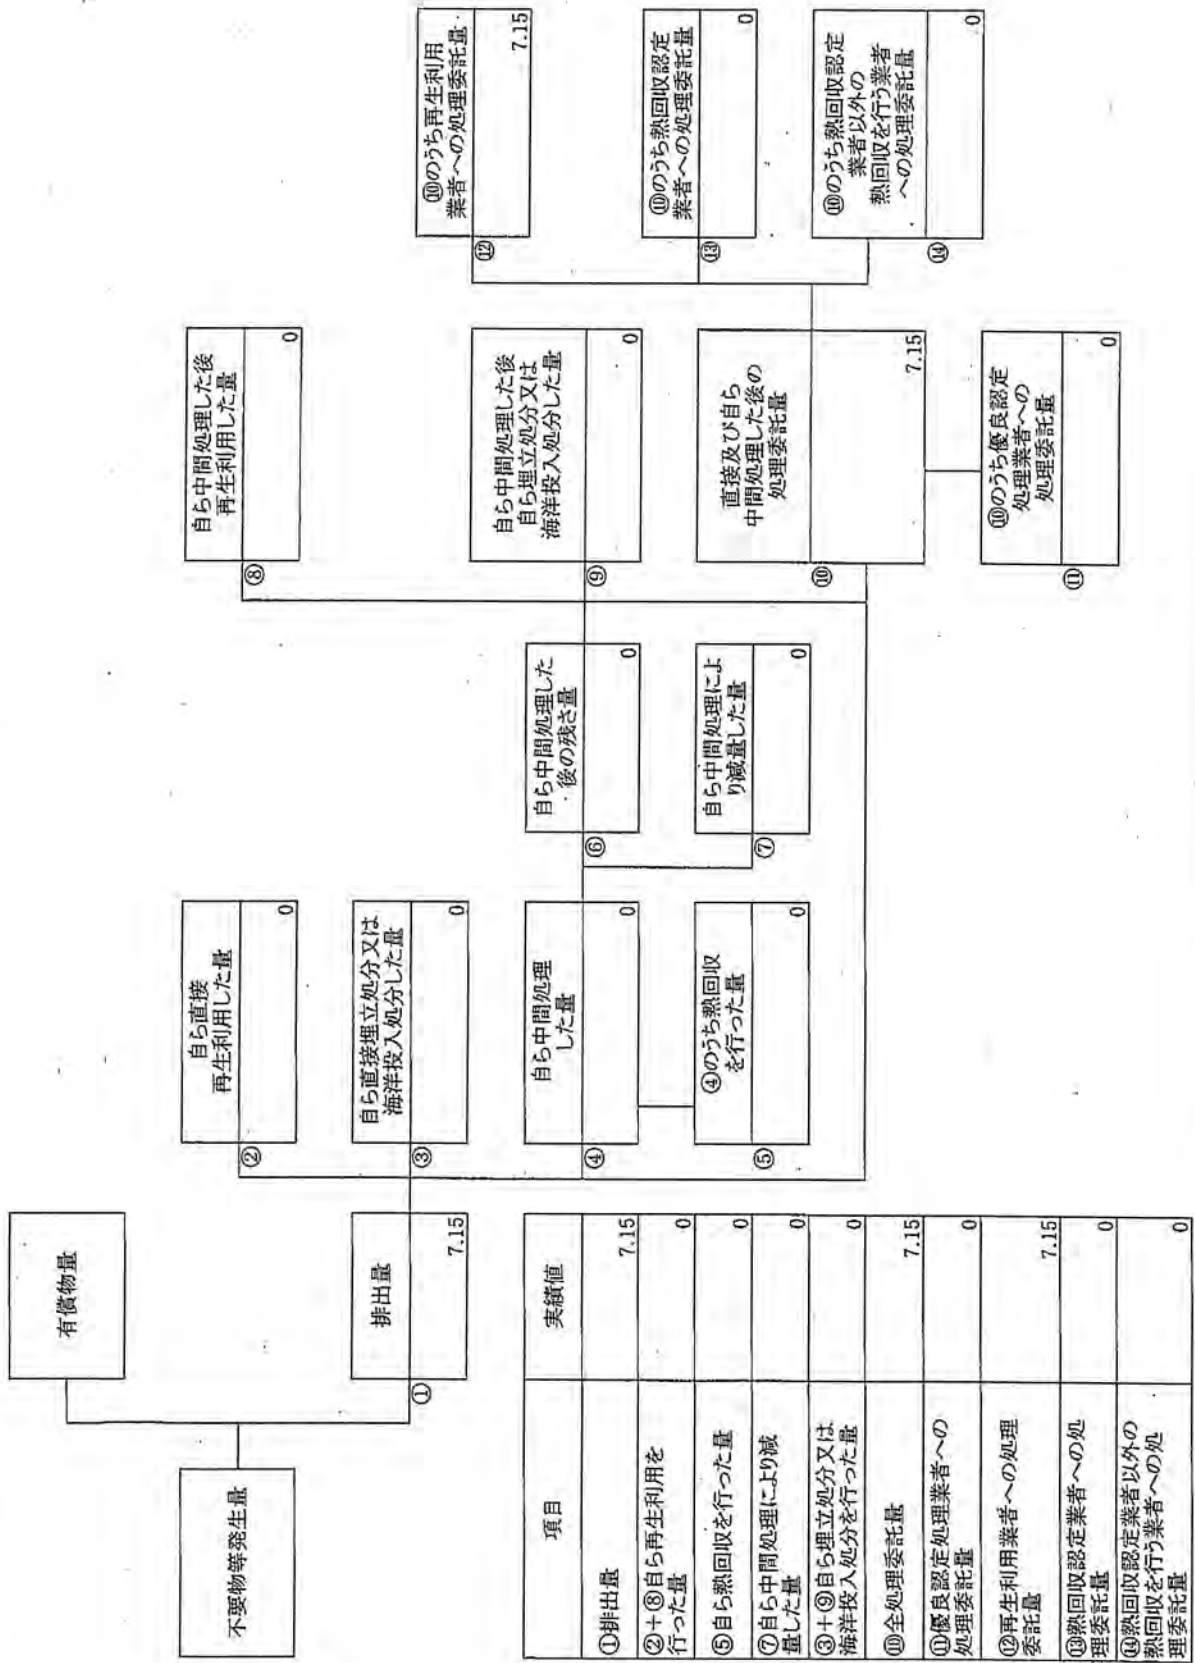 不要物等発生量
有償物量
①
排出量
7.15
②
自ら直接
再生利用した量
0
③
自ら直接埋立処分又は
海洋投入処分した量
0
④
自ら中間処理
した量
0
⑤
④のうち熱回収
を行った量
0
⑥
自ら中間処理した
後の残さ量
0
⑦
自ら中間処理によ
り減量した量
0
⑧
自ら中間処理した後
再生利用した量
0
⑨
自ら中間処理した後
自ら埋立処分又は
海洋投入処分した量
0
⑩
直接及び自ら
中間処理した後の
処理委託量
7.15
⑪
⑩のうち優良認定
処理業者への
処理委託量
0
⑫
⑩のうち再生利用
業者への処理委託量
7.15
⑬
⑩のうち熱回収認定
業者への処理委託量
0
⑭
⑩のうち熱回収認定
業者以外の
熱回収を行う業者
への処理委託量
0
項目 実績値
①排出量 7.15
②+⑧自ら再生利用を
行った量 0
⑤自ら熱回収を行った量 0
⑦自ら中間処理により減
量した量 0
③+⑨自ら埋立処分又は
海洋投入処分を行った量 0
⑩全処理委託量 7.15
⑪優良認定処理業者への
処理委託量 0
⑫再生利用業者への処理
委託量 7.15
⑬熱回収認定業者への処
理委託量 0
⑭熱回収認定業者以外の
熱回収を行う業者への処
理委託量 0